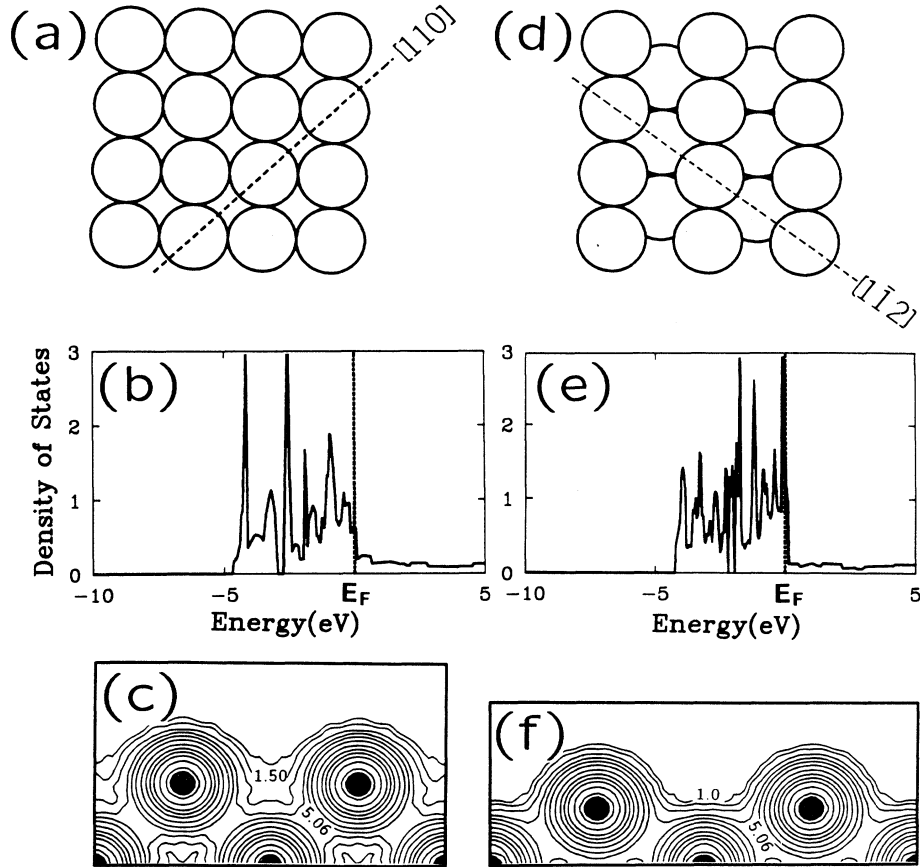 (a)
[110]
(d)
[11̄2]
Density of States
3
2
1
0
(b)
-10
-5
E_F
5
Energy(eV)
3
2
1
0
(e)
-10
-5
E_F
5
Energy(eV)
(c)
1.50
5.06
(f)
1.0
5.06